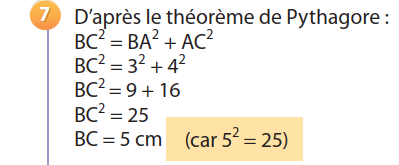 7 D’après le théorème de Pythagore :
BC² = BA² + AC²
BC² = 3² + 4²
BC² = 9 + 16
BC² = 25
BC = 5 cm (car 5² = 25)